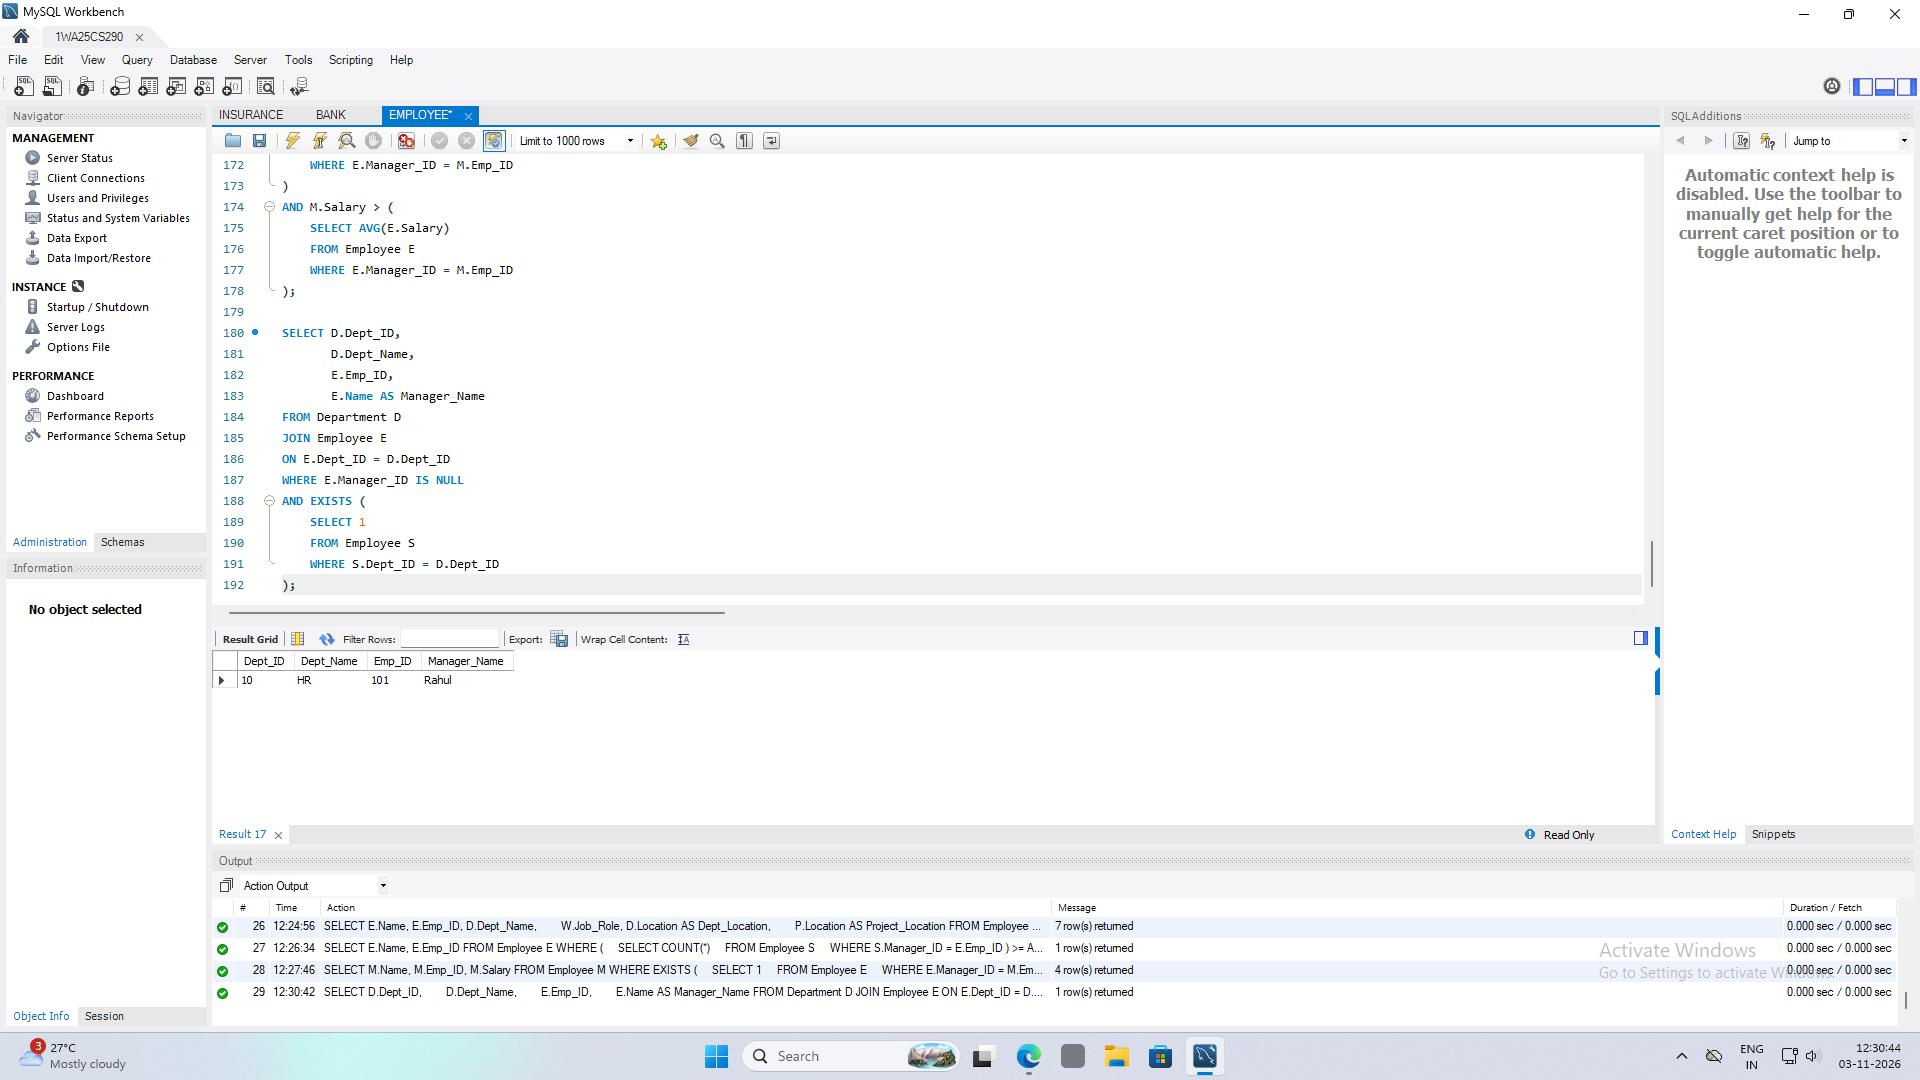 MySQL Workbench
1WA25CS290
File Edit View Query Database Server Tools Scripting Help
Navigator
MANAGEMENT
Server Status
Client Connections
Users and Privileges
Status and System Variables
Data Export
Data Import/Restore
INSTANCE
Startup / Shutdown
Server Logs
Options File
PERFORMANCE
Dashboard
Performance Reports
Performance Schema Setup
Administration Schemas
Information
No object selected
Object Info Session
INSURANCE BANK EMPLOYEE*
Limit to 1000 rows
172 WHERE E.Manager_ID = M.Emp_ID
173 )
174 AND M.Salary > (
175 SELECT AVG(E.Salary)
176 FROM Employee E
177 WHERE E.Manager_ID = M.Emp_ID
178 );
179
180 SELECT D.Dept_ID,
181 D.Dept_Name,
182 E.Emp_ID,
183 E.Name AS Manager_Name
184 FROM Department D
185 JOIN Employee E
186 ON E.Dept_ID = D.Dept_ID
187 WHERE E.Manager_ID IS NULL
188 AND EXISTS (
189 SELECT 1
190 FROM Employee S
191 WHERE S.Dept_ID = D.Dept_ID
192 );
Result Grid Filter Rows: Export: Wrap Cell Content:
Dept_ID Dept_Name Emp_ID Manager_Name
10 HR 101 Rahul
Result 17 Read Only
SQLAdditions
Jump to
Automatic context help is
disabled. Use the toolbar to
manually get help for the
current caret position or to
toggle automatic help.
Context Help Snippets
Output
Action Output
# Time Action Message Duration / Fetch
26 12:24:56 SELECT E.Name, E.Emp_ID, D.Dept_Name, W.Job_Role, D.Location AS Dept_Location, P.Location AS Project_Location FROM Employee ... 7 row(s) returned 0.000 sec / 0.000 sec
27 12:26:34 SELECT E.Name, E.Emp_ID FROM Employee E WHERE ( SELECT COUNT(*) FROM Employee S WHERE S.Manager_ID = E.Emp_ID ) >= A... 1 row(s) returned 0.000 sec / 0.000 sec
28 12:27:46 SELECT M.Name, M.Emp_ID, M.Salary FROM Employee M WHERE EXISTS ( SELECT 1 FROM Employee E WHERE E.Manager_ID = M.Em... 4 row(s) returned 0.000 sec / 0.000 sec
29 12:30:42 SELECT D.Dept_ID, D.Dept_Name, E.Emp_ID, E.Name AS Manager_Name FROM Department D JOIN Employee E ON E.Dept_ID = D.... 1 row(s) returned 0.000 sec / 0.000 sec
Activate Windows
Go to Settings to activate Windows.
3
27°C
Mostly cloudy
Search
ENG
IN
12:30:44
03-11-2026